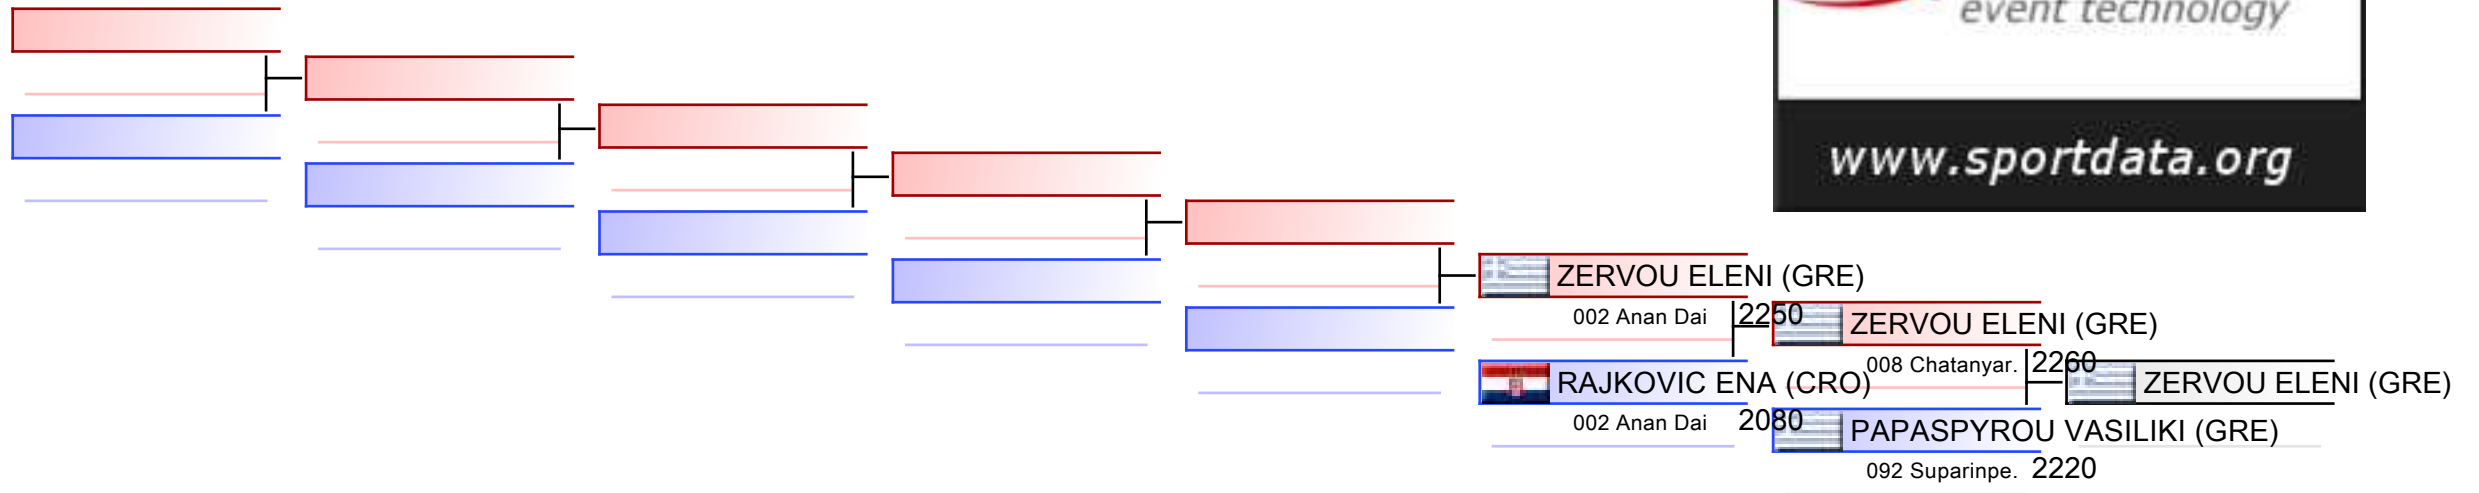 event technology
www.sportdata.org
ZERVOU ELENI (GRE)
002 Anan Dai 2250
ZERVOU ELENI (GRE)
008 Chatanyar. 2260
RAJKOVIC ENA (CRO)
ZERVOU ELENI (GRE)
002 Anan Dai 2080
PAPASPYROU VASILIKI (GRE)
092 Suparinpe. 2220